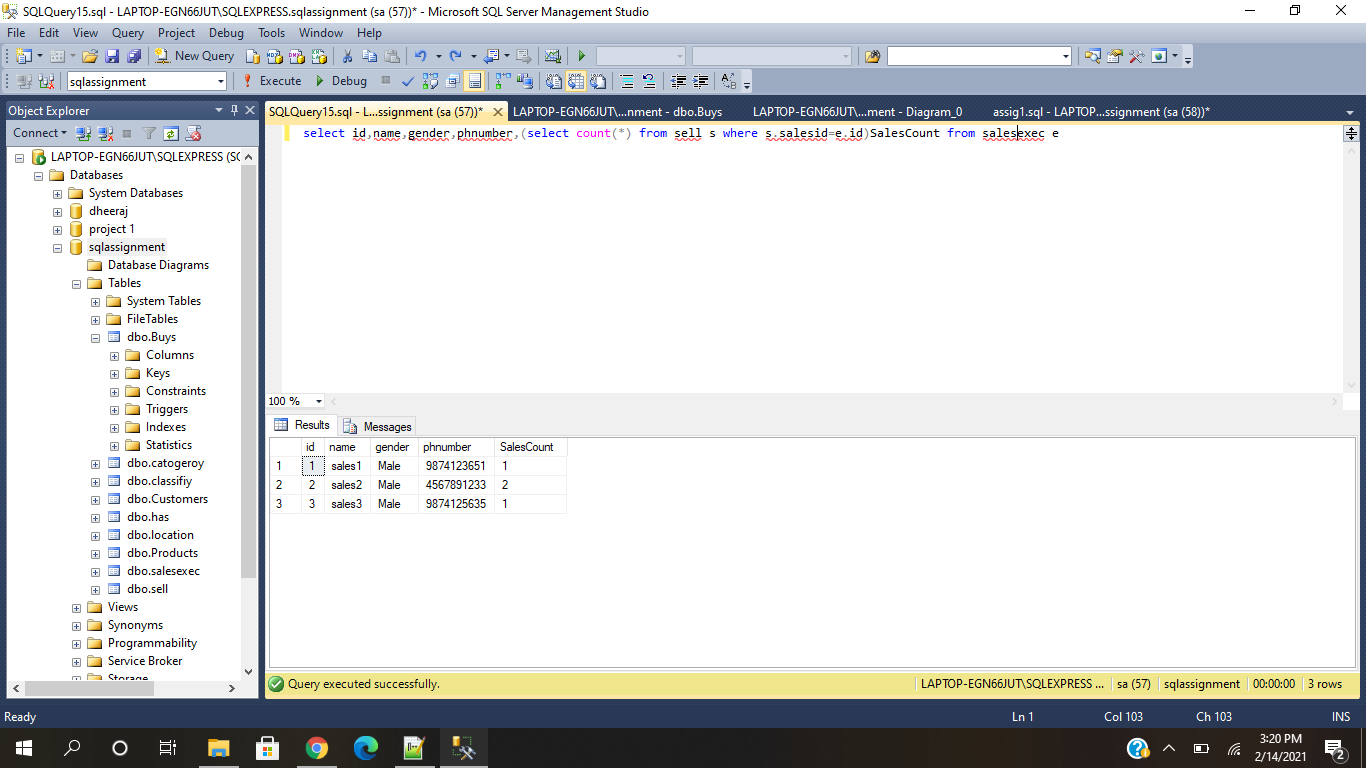 SQLQuery15.sql - LAPTOP-EGN66JUT\SQLEXPRESS.sqlassignment (sa (57))* - Microsoft SQL Server Management Studio
File Edit View Query Project Debug Tools Window Help
New Query
sqlassignment Execute Debug
Object Explorer
Connect
LAPTOP-EGN66JUT\SQLEXPRESS (SC
Databases
System Databases
dheeraj
project 1
sqlassignment
Database Diagrams
Tables
System Tables
FileTables
dbo.Buys
Columns
Keys
Constraints
Triggers
Indexes
Statistics
dbo.catogeroy
dbo.classifiy
dbo.Customers
dbo.has
dbo.location
dbo.Products
dbo.salesexec
dbo.sell
Views
Synonyms
Programmability
Service Broker
Storage
SQLQuery15.sql - L...ssignment (sa (57))* LAPTOP-EGN66JUT\...nment - dbo.Buys LAPTOP-EGN66JUT\...ment - Diagram_0 assig1.sql - LAPTOP...ssignment (sa (58))*
select id,name,gender,phnumber,(select count(*) from sell s where s.salesid=e.id)SalesCount from salesexec e
100 %
Results Messages
id name gender phnumber SalesCount
1 1 sales1 Male 9874123651 1
2 2 sales2 Male 4567891233 2
3 3 sales3 Male 9874125635 1
Query executed successfully. LAPTOP-EGN66JUT\SQLEXPRESS ... sa (57) sqlassignment 00:00:00 3 rows
Ready Ln 1 Col 103 Ch 103 INS
3:20 PM
2/14/2021
2